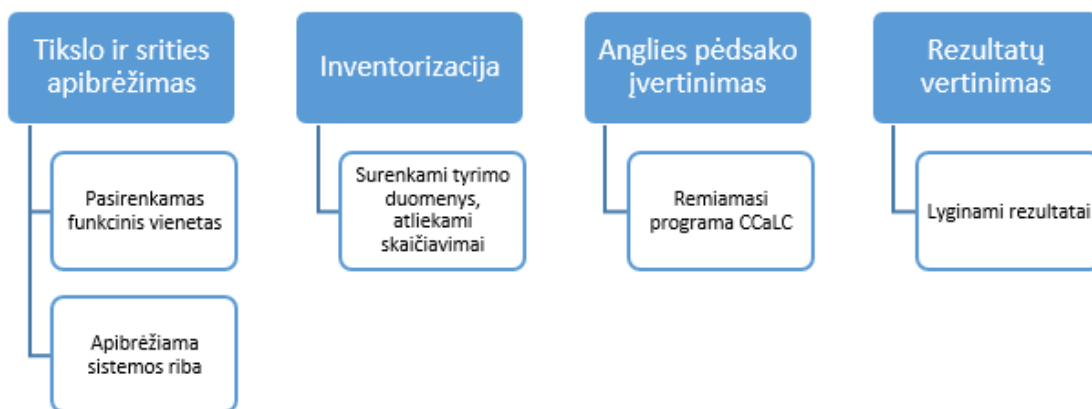 Tikslo ir srities
apibrėžimas
Pasirenkamas
funkcinis vienetas
Apibrėžiama
sistemos riba
Inventorizacija
Surenkami tyrimo
duomenys,
atliekami
skaičiavimai
Anglies pėdsako
įvertinimas
Remiamasi
programa CCaLC
Rezultatų
vertinimas
Lyginami rezultatai